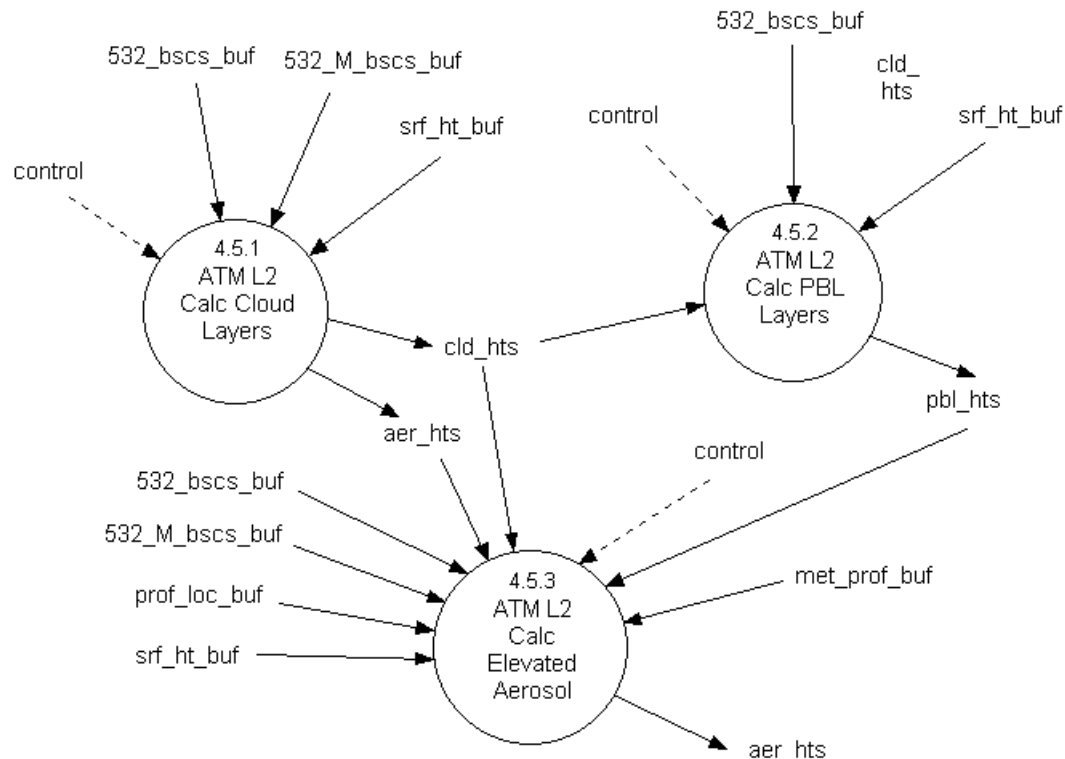 532_bscs_buf
532_M_bscs_buf
srf_ht_buf
control
4.5.1
ATM L2
Calc Cloud
Layers
532_bscs_buf
cld_
hts
control
srf_ht_buf
4.5.2
ATM L2
Calc PBL
Layers
cld_hts
pbl_hts
aer_hts
control
532_bscs_buf
532_M_bscs_buf
prof_loc_buf
srf_ht_buf
met_prof_buf
4.5.3
ATM L2
Calc
Elevated
Aerosol
aer_hts